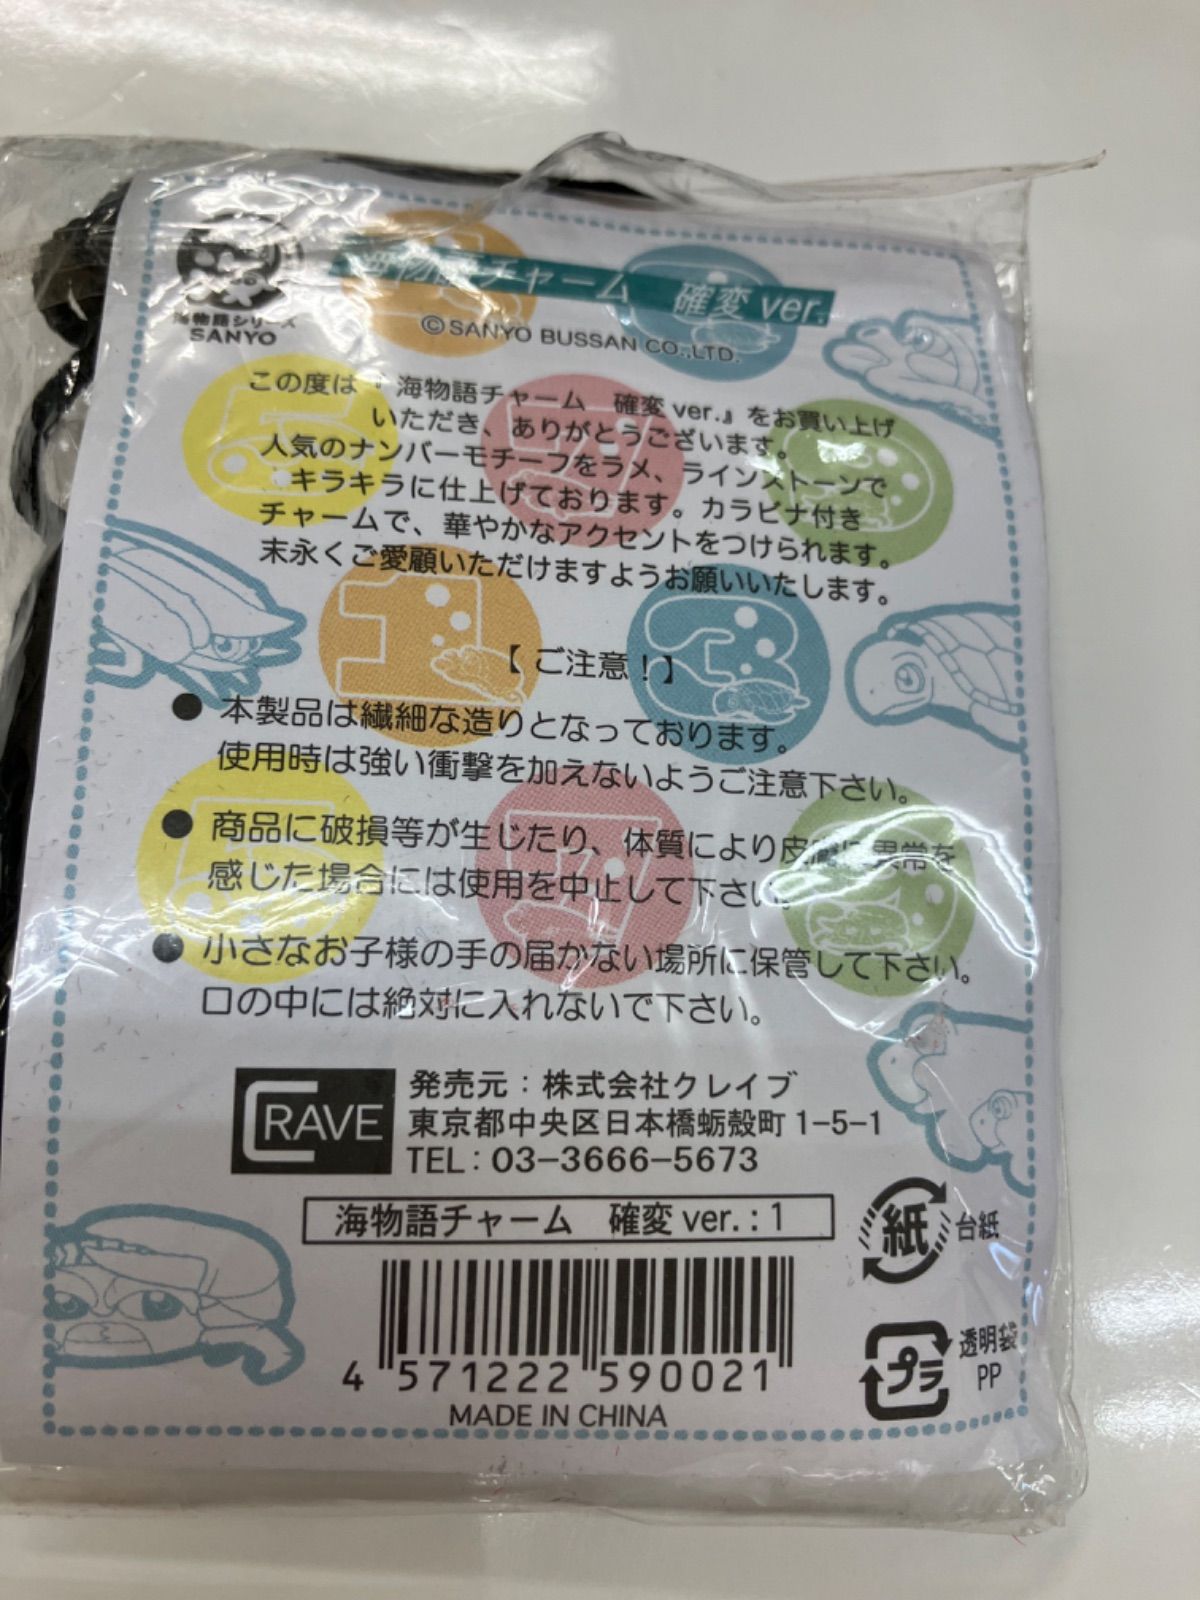 海物語シリーズ
SANYO
海物語チャーム 確変 ver.
©SANYO BUSSAN CO.,LTD.
この度は『海物語チャーム 確変 ver.』をお買い上げ
いただき、ありがとうございます。
人気のナンバーモチーフをラメ、ラインストーンで
キラキラに仕上げております。カラビナ付き
チャームで、華やかなアクセントをつけられます。
末永くご愛顧いただけますようお願いいたします。
【ご注意!】
● 本製品は繊細な造りとなっております。
使用時は強い衝撃を加えないようご注意下さい。
● 商品に破損等が生じたり、体質により皮膚に異常を
感じた場合には使用を中止して下さい。
● 小さなお子様の手の届かない場所に保管して下さい。
口の中には絶対に入れないで下さい。
CRAVE
発売元:株式会社クレイブ
東京都中央区日本橋蛎殻町 1-5-1
TEL:03-3666-5673
海物語チャーム 確変 ver.:1
紙 台紙
4 571222 590021
プラ 透明袋
PP
MADE IN CHINA